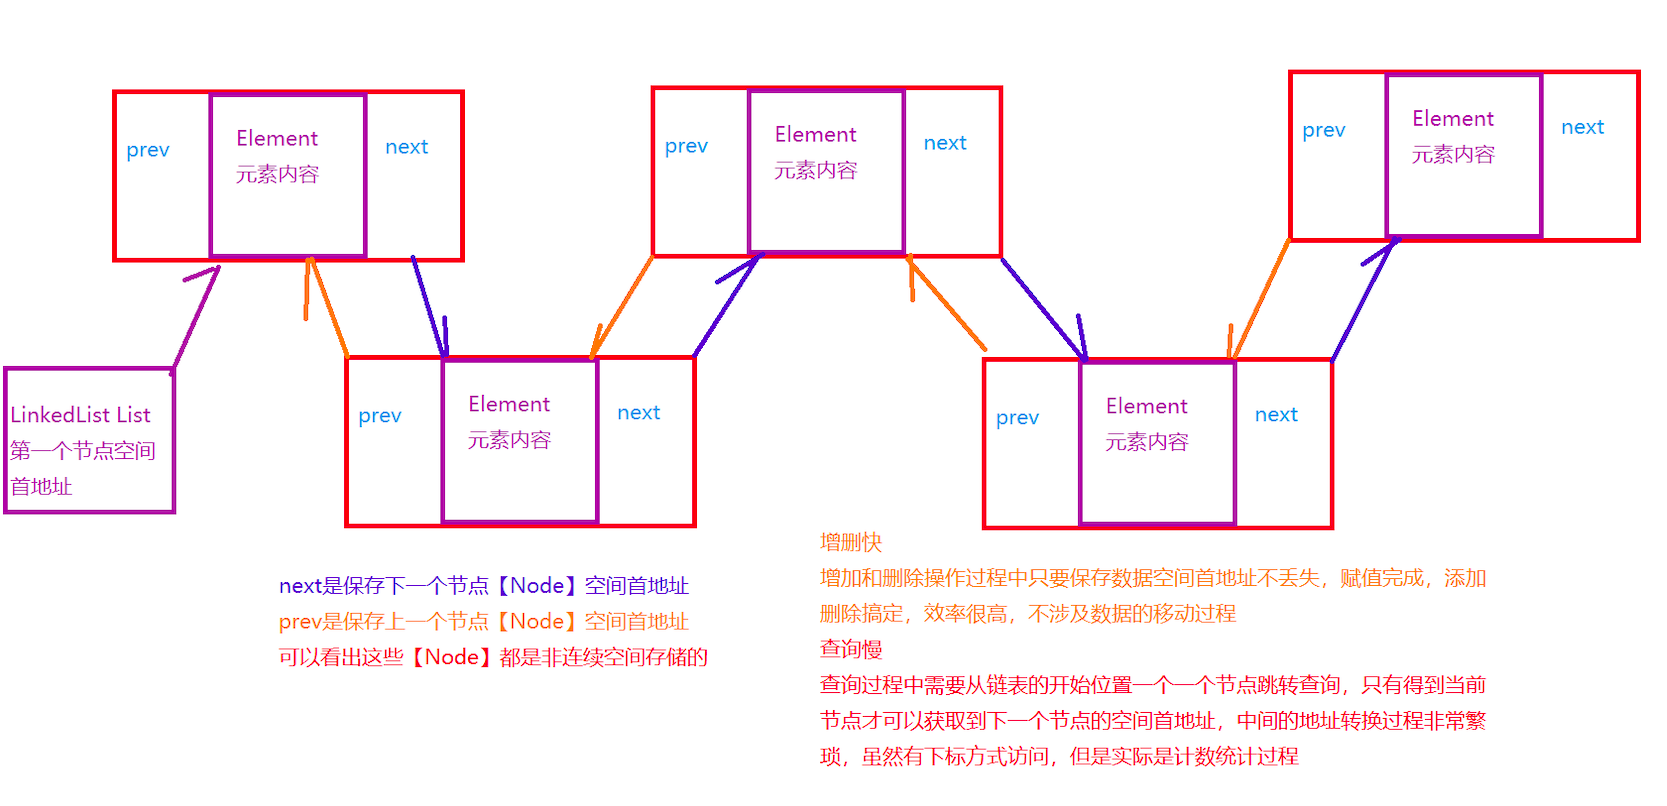 prev
Element
元素内容
next
prev
Element
元素内容
next
prev
Element
元素内容
next
LinkedList List
第一个节点空间
首地址
prev
Element
元素内容
next
prev
Element
元素内容
next
next是保存下一个节点【Node】空间首地址
prev是保存上一个节点【Node】空间首地址
可以看出这些【Node】都是非连续空间存储的
增删快
增加和删除操作过程中只要保存数据空间首地址不丢失，赋值完成，添加
删除搞定，效率很高，不涉及数据的移动过程
查询慢
查询过程中需要从链表的开始位置一个一个节点跳转查询，只有得到当前
节点才可以获取到下一个节点的空间首地址，中间的地址转换过程非常繁
琐，虽然有下标方式访问，但是实际是计数统计过程